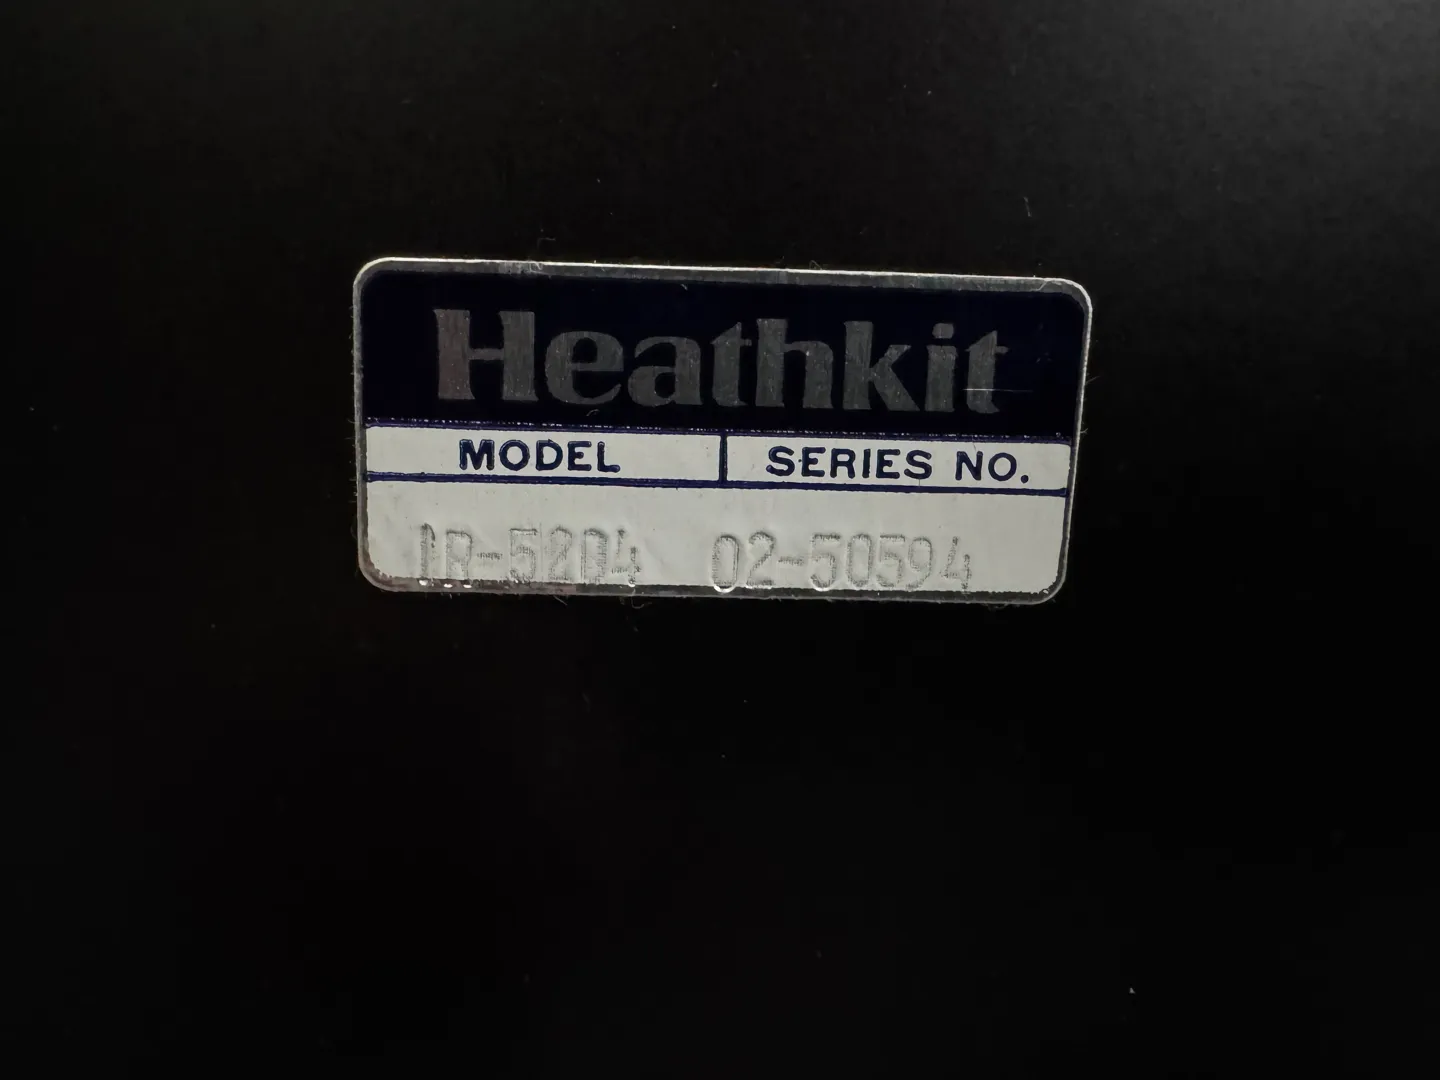 Heathkit
MODEL SERIES NO.
IR-5204 02-50594